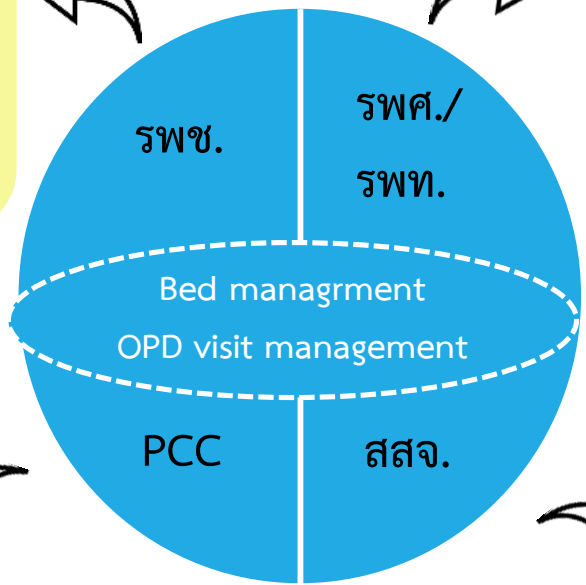 รพช.
รพศ./
รพท.
Bed managrment
OPD visit management
PCC
สสจ.